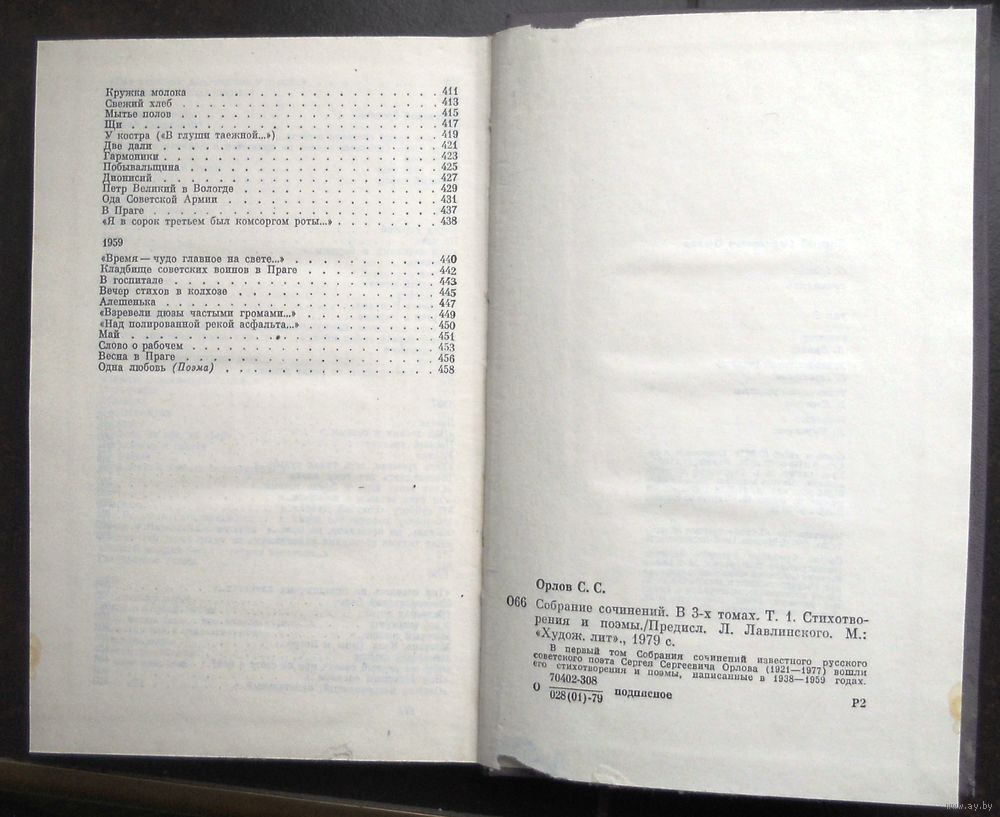 Кружка молока . . . . . . . . . . . . . . . . 411
Свежий хлеб . . . . . . . . . . . . . . . . . 413
Мытье полов . . . . . . . . . . . . . . . . . 415
Щи . . . . . . . . . . . . . . . . . . . . . . 417
У костра («В глуши таежной...») . . . . . . . . 419
Две дали . . . . . . . . . . . . . . . . . . . 421
Гармоники . . . . . . . . . . . . . . . . . . 423
Побывальщина . . . . . . . . . . . . . . . . 425
Дионисий . . . . . . . . . . . . . . . . . . . 427
Петр Великий в Вологде . . . . . . . . . . . . 429
Ода Советской Армии . . . . . . . . . . . . . 431
В Праге . . . . . . . . . . . . . . . . . . . 437
«Я в сорок третьем был комсоргом роты...» . . . . . . 438
1959
«Время — чудо главное на свете...» . . . . . . . . 440
Кладбище советских воинов в Праге . . . . . . . . 442
В госпитале . . . . . . . . . . . . . . . . . 443
Вечер стихов в колхозе . . . . . . . . . . . . 445
Алешенька . . . . . . . . . . . . . . . . . . 447
«Взревели дюзы частыми громами...» . . . . . . . . 449
«Над полированной рекой асфальта...» . . . . . . . 450
Май . . . . . . . . . . . . . . . . . . . . . 451
Слово о рабочем . . . . . . . . . . . . . . . 453
Весна в Праге . . . . . . . . . . . . . . . . 456
Одна любовь (Поэма) . . . . . . . . . . . . . 458
Орлов С. С.
О66 Собрание сочинений. В 3-х томах. Т. 1. Стихотво-
рения и поэмы./Предисл. Л. Лавлинского. М.:
«Худож. лит»., 1979 с.
В первый том Собрания сочинений известного русского
советского поэта Сергея Сергеевича Орлова (1921—1977) вошли
его стихотворения и поэмы, написанные в 1938—1959 годах.
70402-308
О подписное
028(01)-79
Р2
www.ay.by